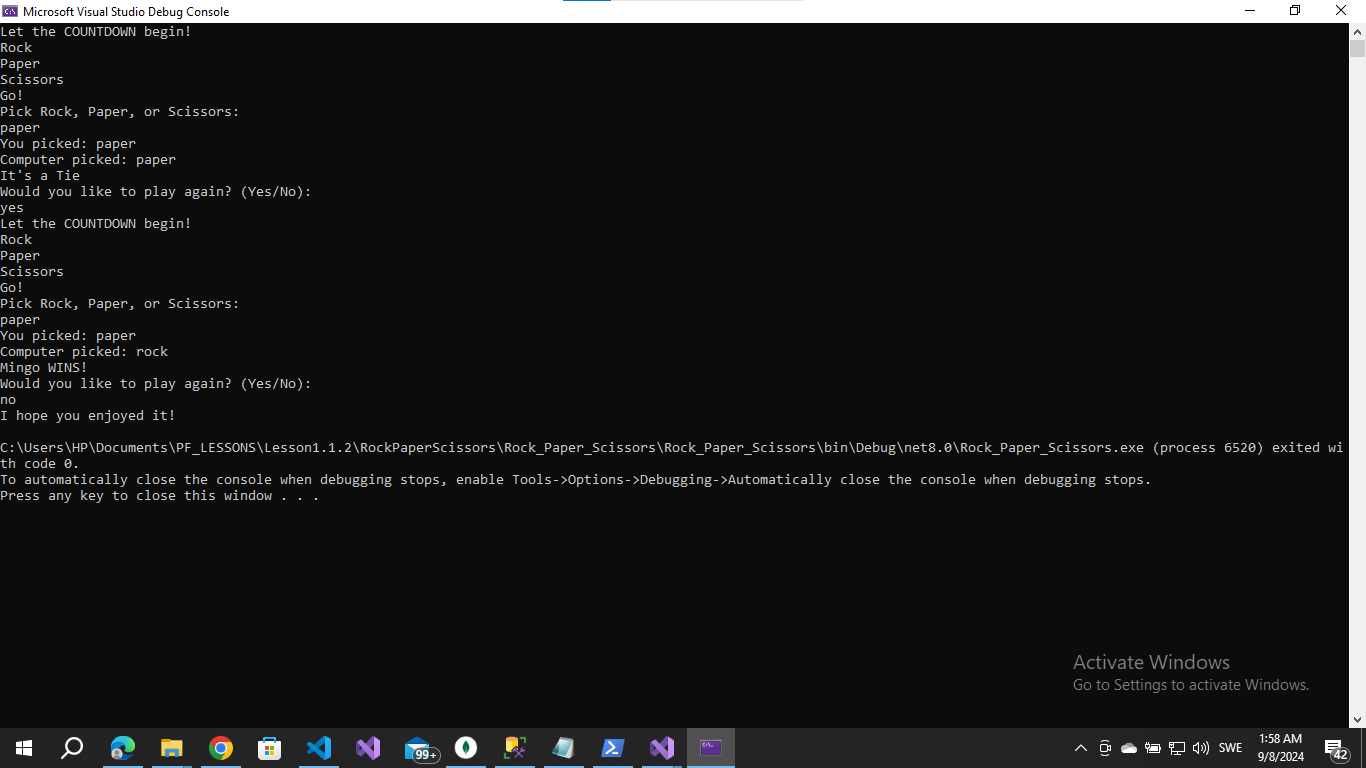 Microsoft Visual Studio Debug Console
Let the COUNTDOWN begin!
Rock
Paper
Scissors
Go!
Pick Rock, Paper, or Scissors:
paper
You picked: paper
Computer picked: paper
It's a Tie
Would you like to play again? (Yes/No):
yes
Let the COUNTDOWN begin!
Rock
Paper
Scissors
Go!
Pick Rock, Paper, or Scissors:
paper
You picked: paper
Computer picked: rock
Mingo WINS!
Would you like to play again? (Yes/No):
no
I hope you enjoyed it!
C:\Users\HP\Documents\PF_LESSONS\Lesson1.1.2\RockPaperScissors\Rock_Paper_Scissors\Rock_Paper_Scissors\bin\Debug\net8.0\Rock_Paper_Scissors.exe (process 6520) exited wi
th code 0.
To automatically close the console when debugging stops, enable Tools->Options->Debugging->Automatically close the console when debugging stops.
Press any key to close this window . . .
Activate Windows
Go to Settings to activate Windows.
99+
SWE
1:58 AM
9/8/2024
42